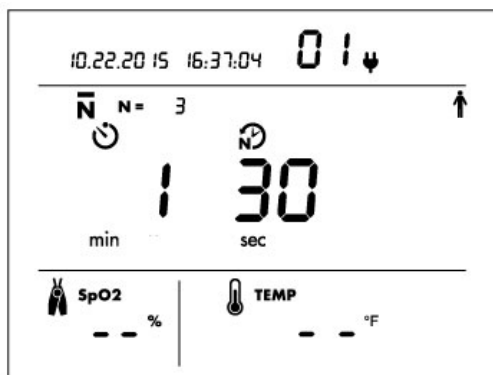 10.22.2015 16:37:04 01
N N = 3
N
1 30
min sec
SpO2 TEMP
-- % -- °F